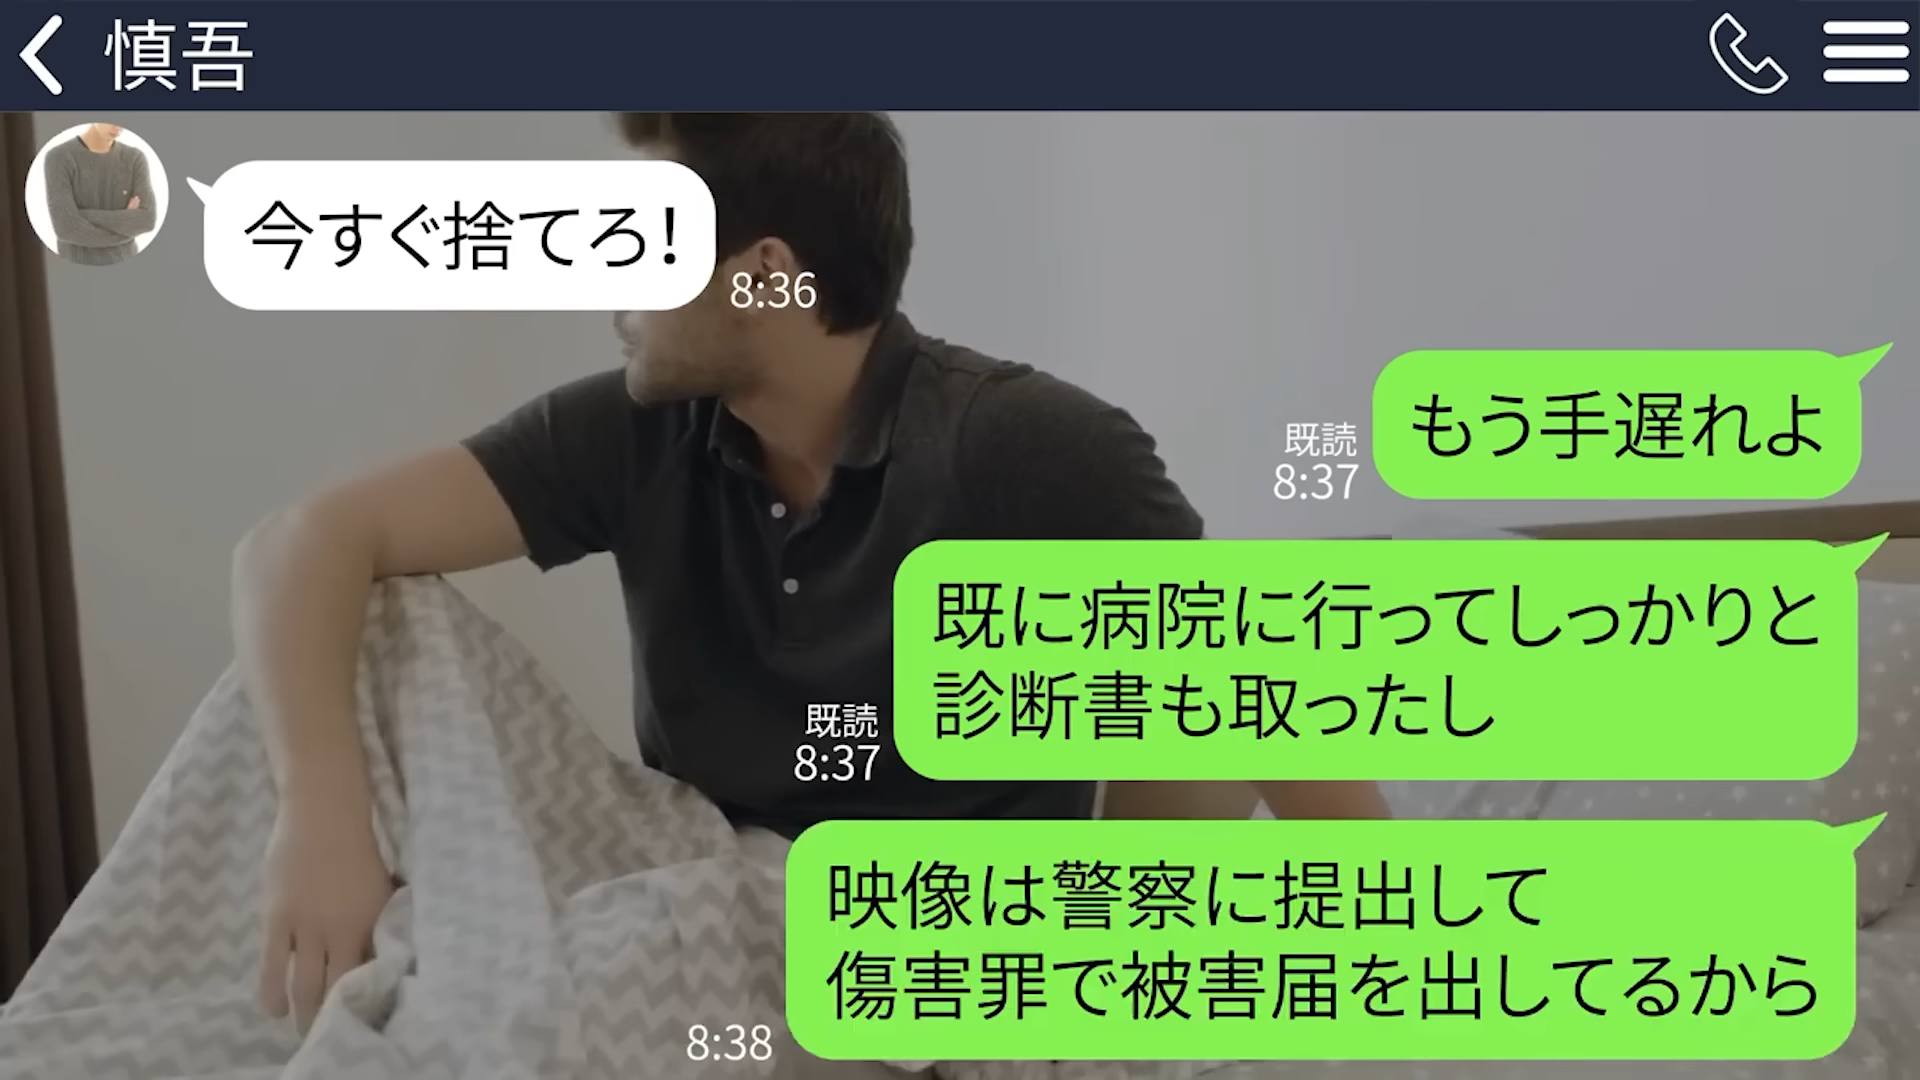 慎吾
今すぐ捨てろ！
8:36
もう手遅れよ
既読
8:37
既に病院に行ってしっかりと
診断書も取ったし
既読
8:37
映像は警察に提出して
傷害罪で被害届を出してるから
8:38